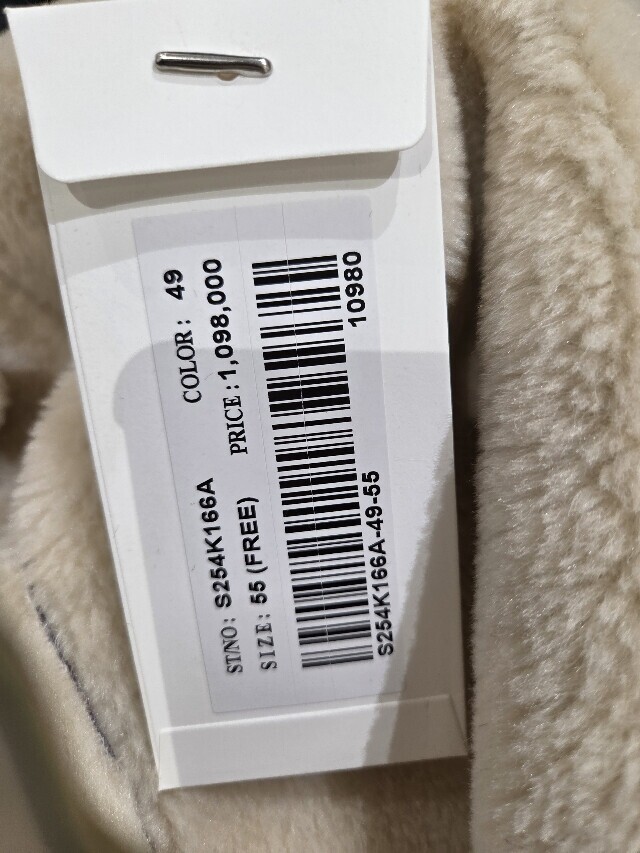 ST/NO: S254K166A COLOR: 49
SIZE: 55 (FREE) PRICE: 1,098,000
10980
S254K166A-49-55